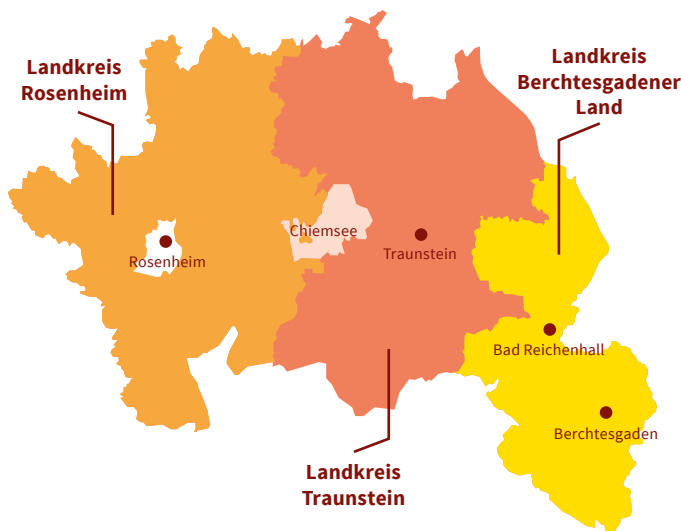 Landkreis
Rosenheim
Landkreis
Berchtesgadener
Land
Chiemsee
Rosenheim
Traunstein
Bad Reichenhall
Berchtesgaden
Landkreis
Traunstein